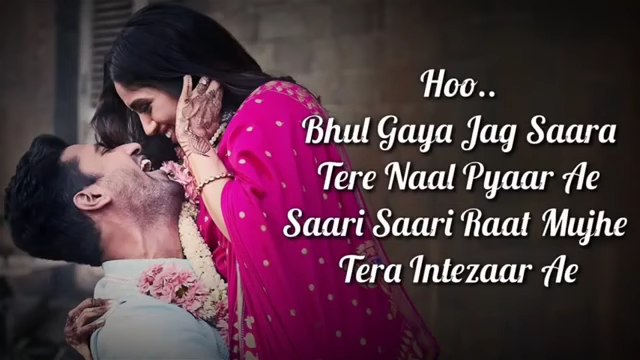 Hoo..
Bhul Gaya Jag Saara
Tere Naal Pyaar Ae
Saari Saari Raat Mujhe
Tera Intezaar Ae